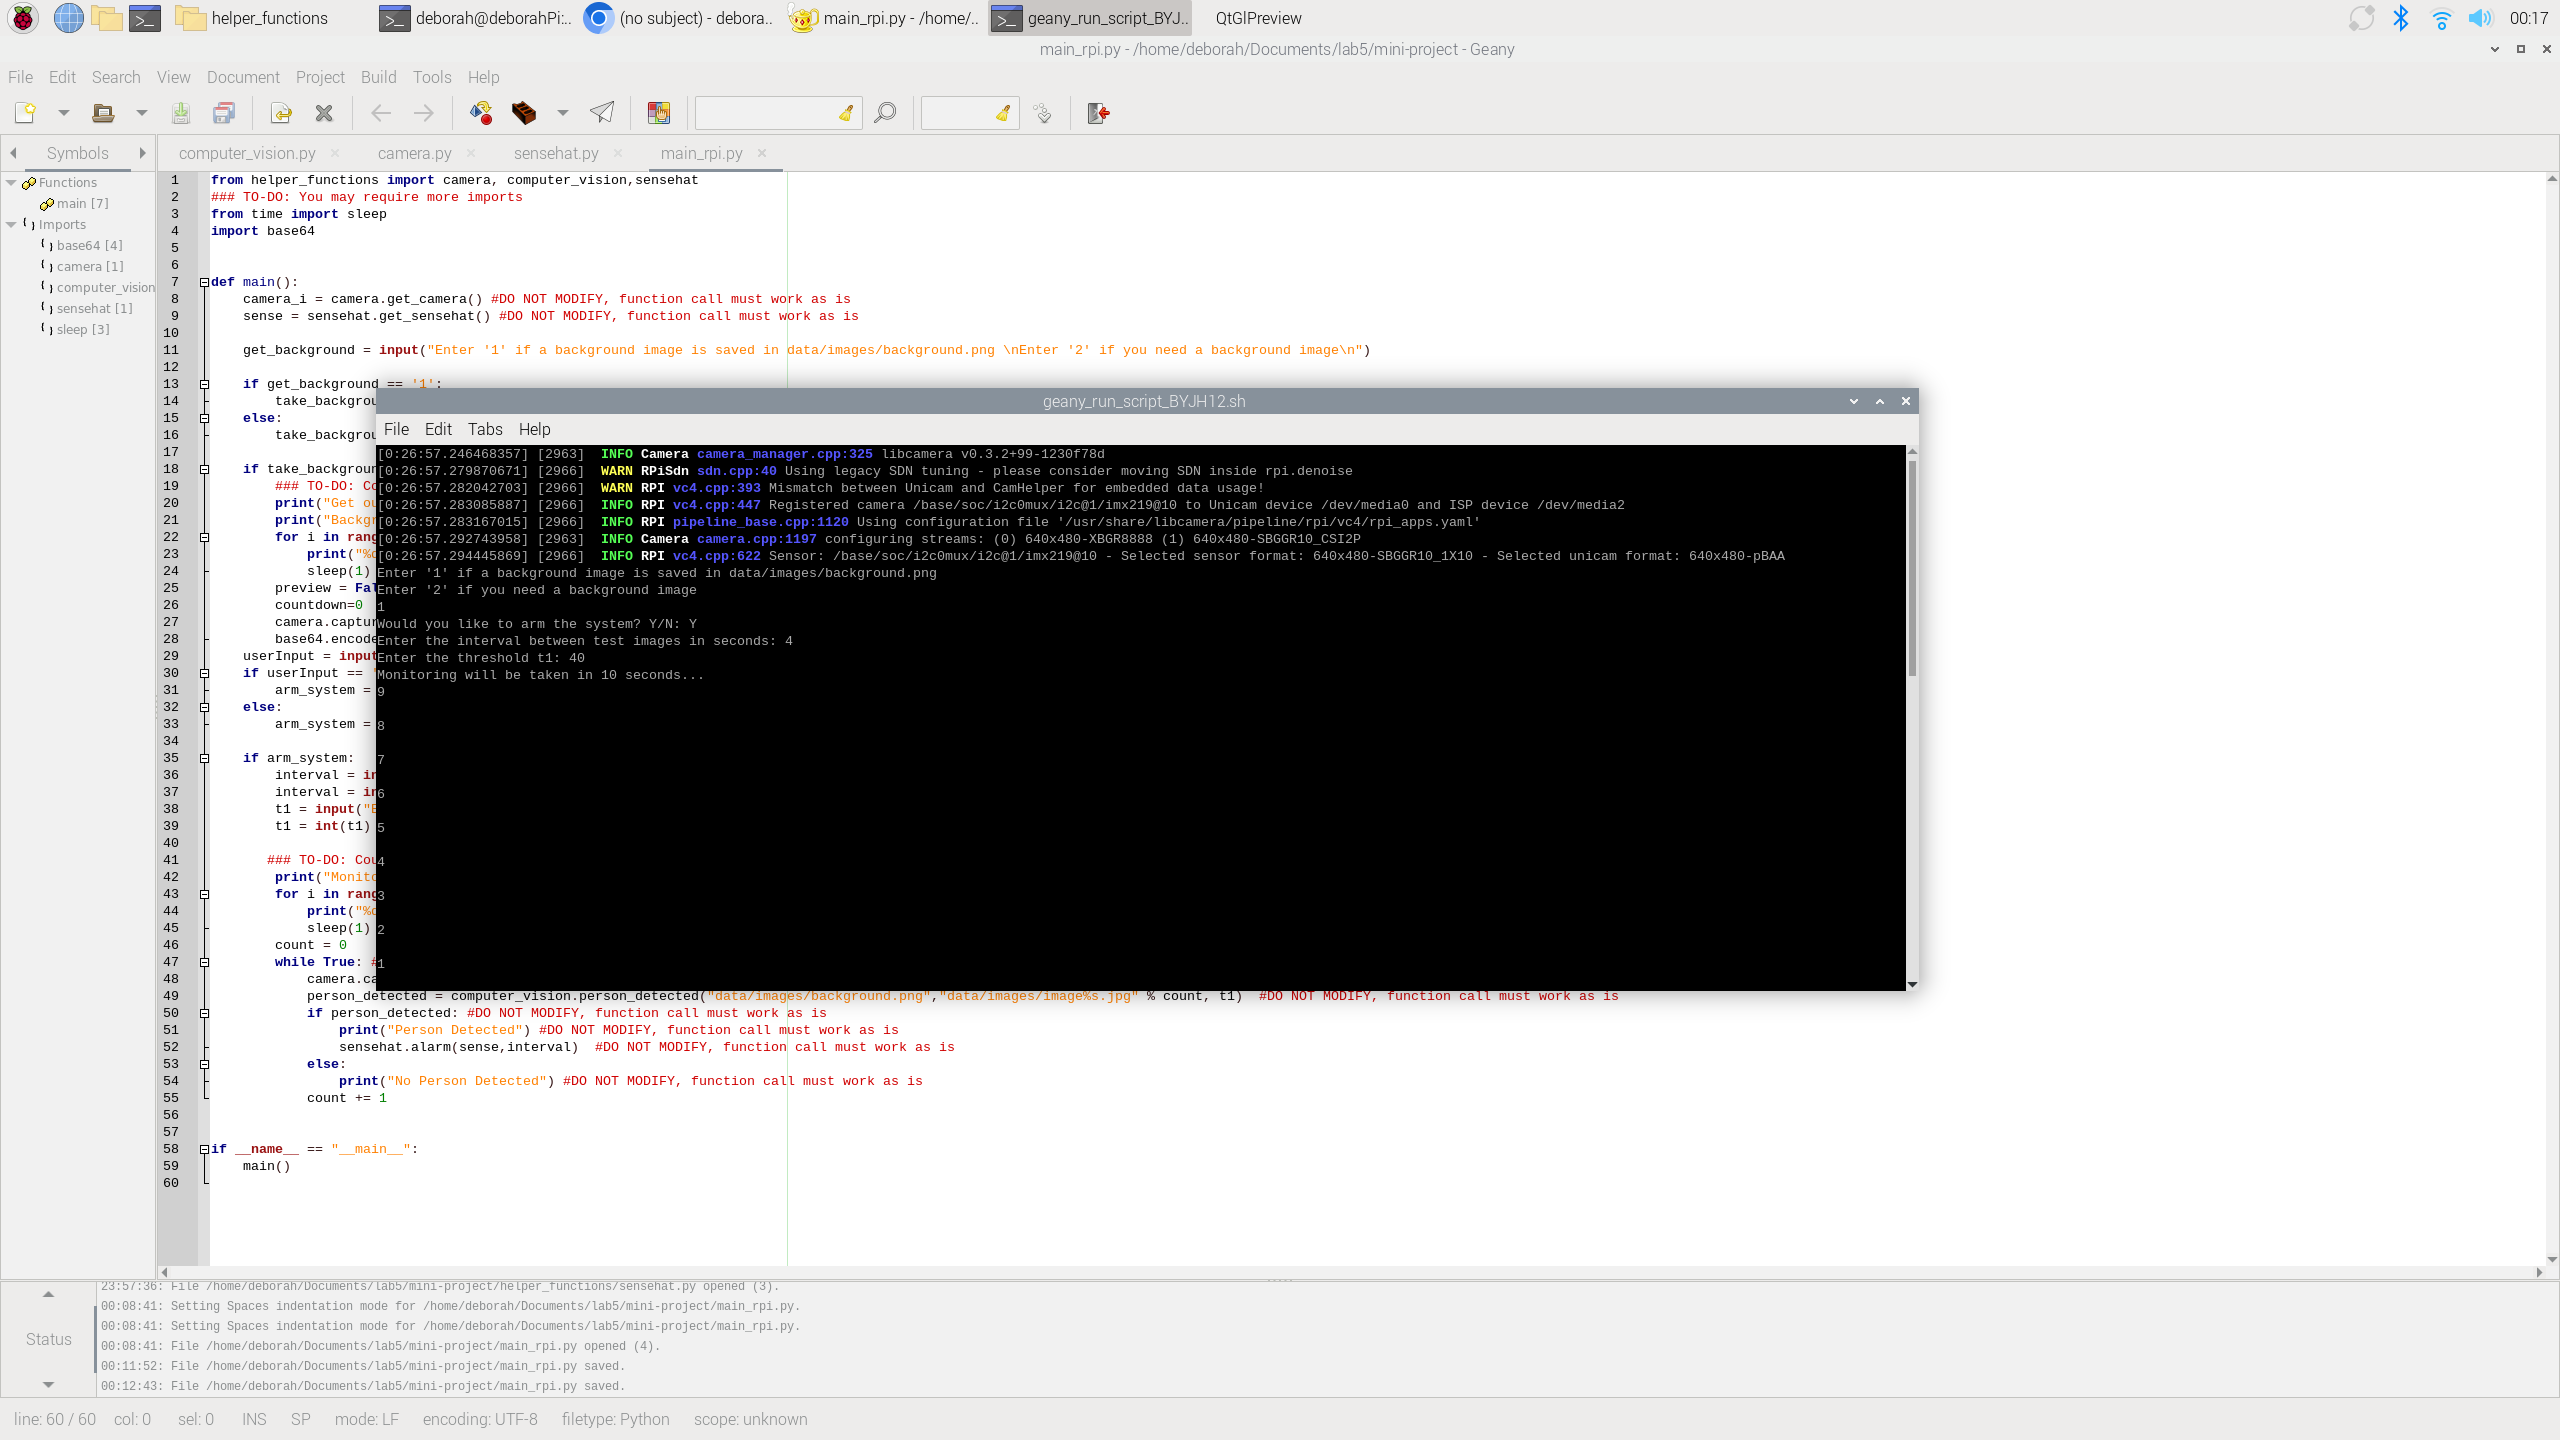 helper_functions
deborah@deborahPi:..
(no subject) - debora..
main_rpi.py - /home/..
geany_run_script_BYJ..
QtGlPreview
00:17
main_rpi.py - /home/deborah/Documents/lab5/mini-project - Geany
File Edit Search View Document Project Build Tools Help
Symbols
computer_vision.py camera.py sensehat.py main_rpi.py
Functions
main [7]
Imports
base64 [4]
camera [1]
computer_vision
sensehat [1]
sleep [3]
1 from helper_functions import camera, computer_vision,sensehat
2 ### TO-DO: You may require more imports
3 from time import sleep
4 import base64
5
6
7 def main():
8 camera_i = camera.get_camera() #DO NOT MODIFY, function call must work as is
9 sense = sensehat.get_sensehat() #DO NOT MODIFY, function call must work as is
10
11 get_background = input("Enter '1' if a background image is saved in data/images/background.png \nEnter '2' if you need a background image\n")
12
13 if get_background == '1':
14 take_backgrou
15 else:
16 take_backgrou
17
18 if take_backgroun
19 ### TO-DO: Co
20 print("Get ou
21 print("Backgr
22 for i in rang
23 print("%d
24 sleep(1)
25 preview = Fal
26 countdown=0
27 camera.captur
28 base64.encode
29 userInput = input
30 if userInput == '
31 arm_system =
32 else:
33 arm_system =
34
35 if arm_system:
36 interval = in
37 interval = in
38 t1 = input("E
39 t1 = int(t1)
40
41 ### TO-DO: Cou
42 print("Monito
43 for i in rang
44 print("%d
45 sleep(1)
46 count = 0
47 while True: #
48 camera.ca
49 person_detected = computer_vision.person_detected("data/images/background.png","data/images/image%s.jpg" % count, t1) #DO NOT MODIFY, function call must work as is
50 if person_detected: #DO NOT MODIFY, function call must work as is
51 print("Person Detected") #DO NOT MODIFY, function call must work as is
52 sensehat.alarm(sense,interval) #DO NOT MODIFY, function call must work as is
53 else:
54 print("No Person Detected") #DO NOT MODIFY, function call must work as is
55 count += 1
56
57
58 if __name__ == "__main__":
59 main()
60
geany_run_script_BYJH12.sh
File Edit Tabs Help
[0:26:57.246468357] [2963] INFO Camera camera_manager.cpp:325 libcamera v0.3.2+99-1230f78d
[0:26:57.279870671] [2966] WARN RPiSdn sdn.cpp:40 Using legacy SDN tuning - please consider moving SDN inside rpi.denoise
[0:26:57.282042703] [2966] WARN RPI vc4.cpp:393 Mismatch between Unicam and CamHelper for embedded data usage!
[0:26:57.283085887] [2966] INFO RPI vc4.cpp:447 Registered camera /base/soc/i2c0mux/i2c@1/imx219@10 to Unicam device /dev/media0 and ISP device /dev/media2
[0:26:57.283167015] [2966] INFO RPI pipeline_base.cpp:1120 Using configuration file '/usr/share/libcamera/pipeline/rpi/vc4/rpi_apps.yaml'
[0:26:57.292743958] [2963] INFO Camera camera.cpp:1197 configuring streams: (0) 640x480-XBGR8888 (1) 640x480-SBGGR10_CSI2P
[0:26:57.294445869] [2966] INFO RPI vc4.cpp:622 Sensor: /base/soc/i2c0mux/i2c@1/imx219@10 - Selected sensor format: 640x480-SBGGR10_1X10 - Selected unicam format: 640x480-pBAA
Enter '1' if a background image is saved in data/images/background.png
Enter '2' if you need a background image
1
Would you like to arm the system? Y/N: Y
Enter the interval between test images in seconds: 4
Enter the threshold t1: 40
Monitoring will be taken in 10 seconds...
9
8
7
6
5
4
3
2
1
Status
23:57:36: File /home/deborah/Documents/lab5/mini-project/helper_functions/sensehat.py opened (3).
00:08:41: Setting Spaces indentation mode for /home/deborah/Documents/lab5/mini-project/main_rpi.py.
00:08:41: Setting Spaces indentation mode for /home/deborah/Documents/lab5/mini-project/main_rpi.py.
00:08:41: File /home/deborah/Documents/lab5/mini-project/main_rpi.py opened (4).
00:11:52: File /home/deborah/Documents/lab5/mini-project/main_rpi.py saved.
00:12:43: File /home/deborah/Documents/lab5/mini-project/main_rpi.py saved.
line: 60 / 60 col: 0 sel: 0 INS SP mode: LF encoding: UTF-8 filetype: Python scope: unknown